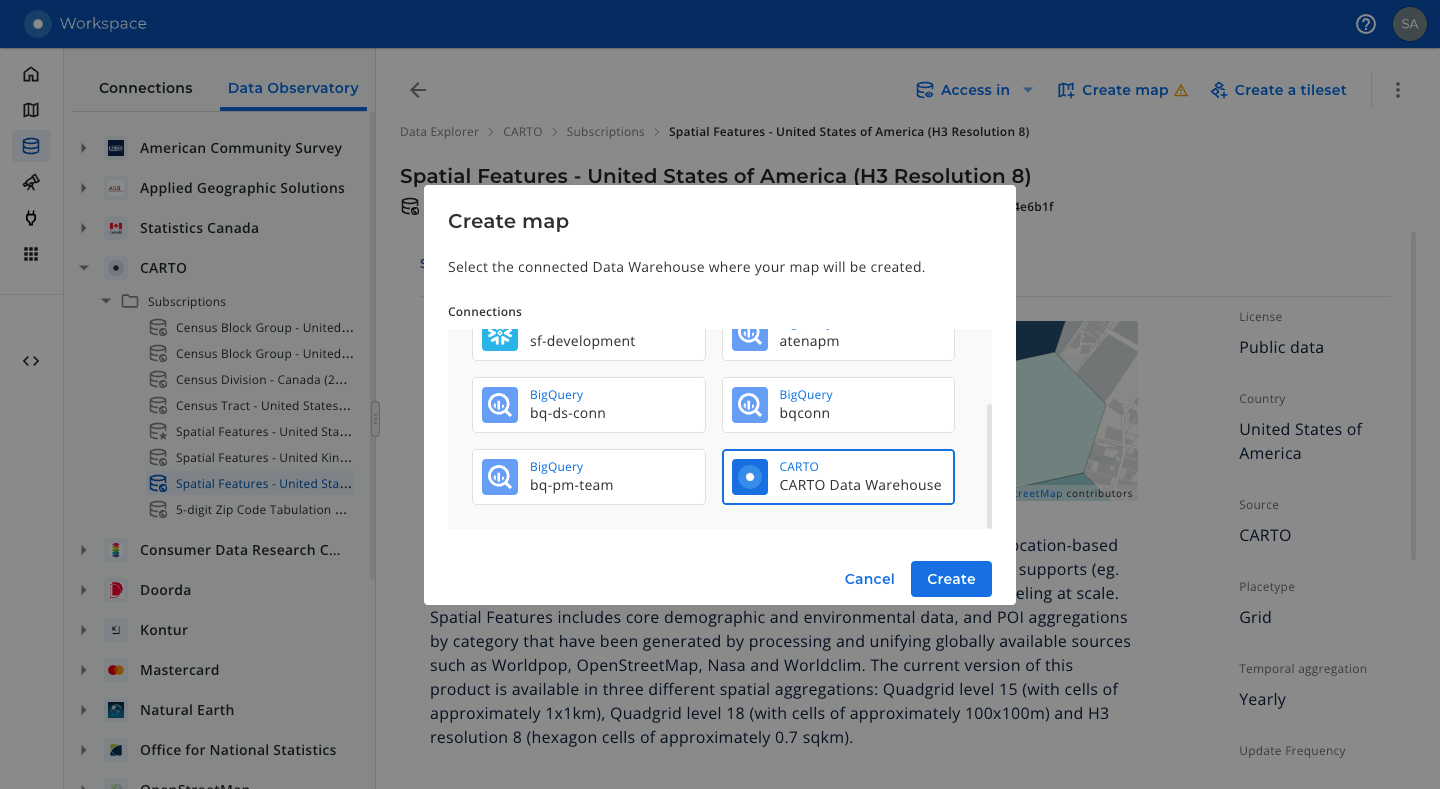 Workspace
SA
Connections
Data Observatory
American Community Survey
Applied Geographic Solutions
Statistics Canada
CARTO
Subscriptions
Census Block Group - United...
Census Block Group - United...
Census Division - Canada (2...
Census Tract - United States...
Spatial Features - United Sta...
Spatial Features - United Kin...
Spatial Features - United Sta...
5-digit Zip Code Tabulation ...
Consumer Data Research C...
Doorda
Kontur
Mastercard
Natural Earth
Office for National Statistics
OpenStreetMap
Access in
Create map
Create a tileset
Data Explorer
CARTO
Subscriptions
Spatial Features - United States of America (H3 Resolution 8)
Spatial Features - United States of America (H3 Resolution 8)
4e6b1f
Create map
Select the connected Data Warehouse where your map will be created.
Connections
sf-development
BigQuery
atenapm
BigQuery
bq-ds-conn
BigQuery
bqconn
BigQuery
bq-pm-team
CARTO
CARTO Data Warehouse
Cancel
Create
StreetMap contributors
ocation-based
supports (eg.
eling at scale.
Spatial Features includes core demographic and environmental data, and POI aggregations
by category that have been generated by processing and unifying globally available sources
such as Worldpop, OpenStreetMap, Nasa and Worldclim. The current version of this
product is available in three different spatial aggregations: Quadgrid level 15 (with cells of
approximately 1x1km), Quadgrid level 18 (with cells of approximately 100x100m) and H3
resolution 8 (hexagon cells of approximately 0.7 sqkm).
License
Public data
Country
United States of
America
Source
CARTO
Placetype
Grid
Temporal aggregation
Yearly
Update Frequency